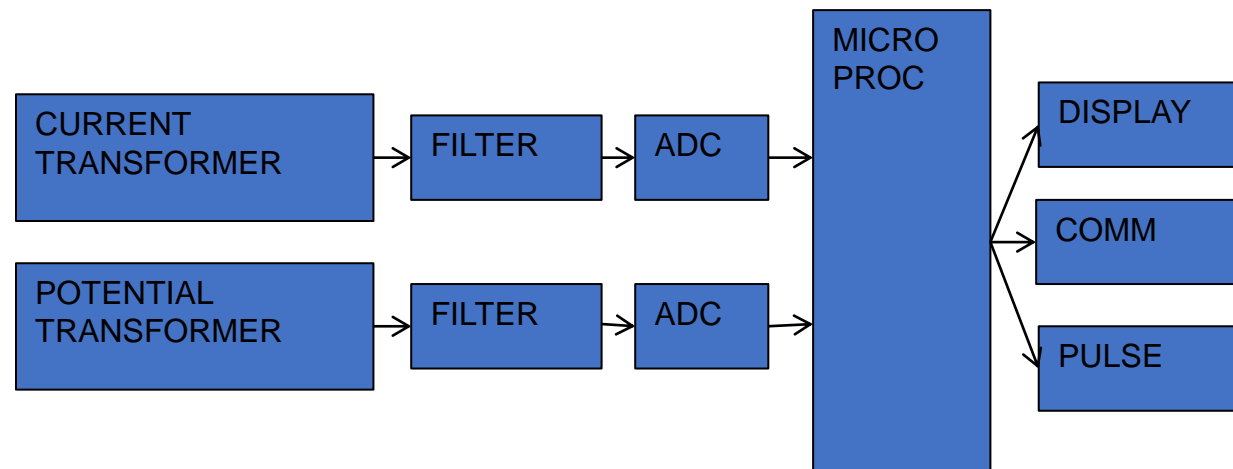 CURRENT
TRANSFORMER
FILTER
ADC
MICRO
PROC
POTENTIAL
TRANSFORMER
FILTER
ADC
DISPLAY
COMM
PULSE